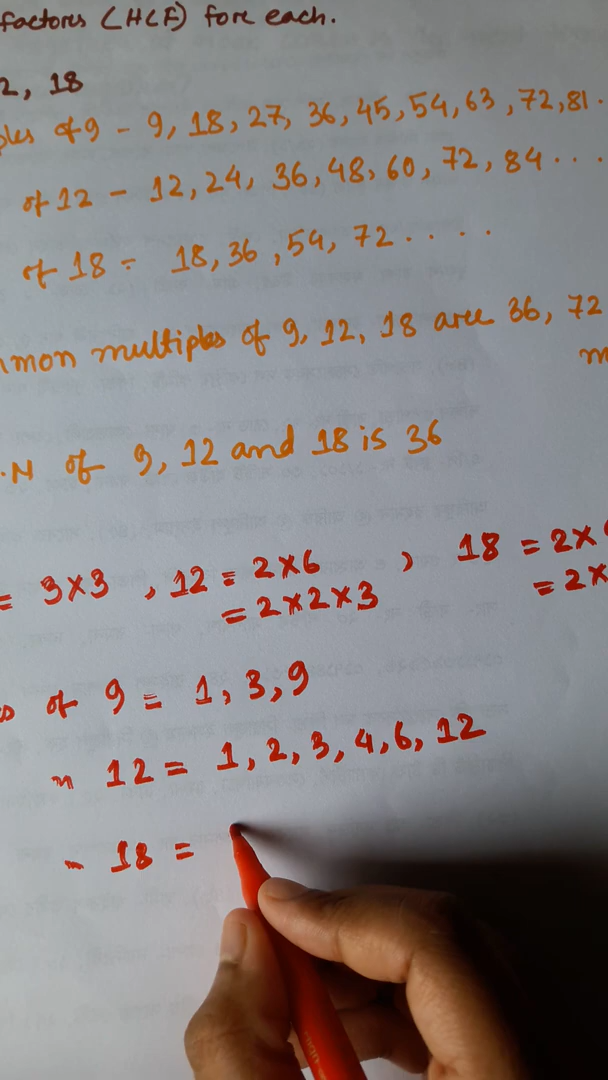 factors (HCF) fore each.
2, 18
ples of 9 - 9, 18, 27, 36, 45, 54, 63, 72, 81.
of 12 - 12, 24, 36, 48, 60, 72, 84....
of 18 = 18, 36, 54, 72.....
mmon multiples of 9, 12, 18 aree 36, 72
m
.M of 9, 12 and 18 is 36
= 3×3, 12 = 2×6, 18 = 2×
= 2×2×3 = 2×
s of 9 = 1, 3, 9
" 12 = 1, 2, 3, 4, 6, 12
" 18 =